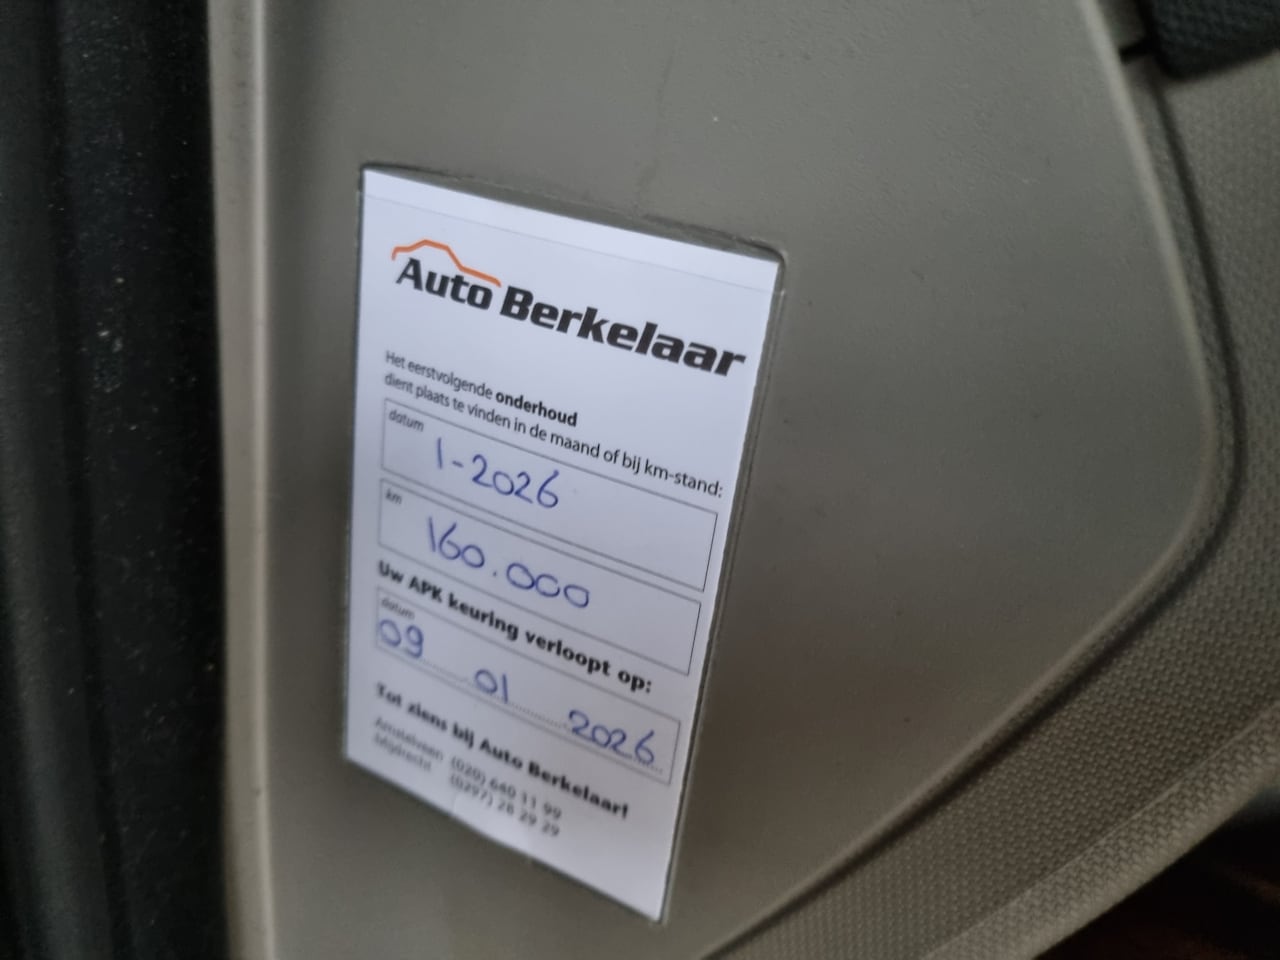 Auto Berkelaar
Het eerstvolgende onderhoud
dient plaats te vinden in de maand of bij km-stand:
datum
1-2026
km
160.000
Uw APK keuring verloopt op:
datum
09 01 2026
Tot ziens bij Auto Berkelaar!
Amstelveen (020) 640 11 99
Mijdrecht (0297) 28 29 29